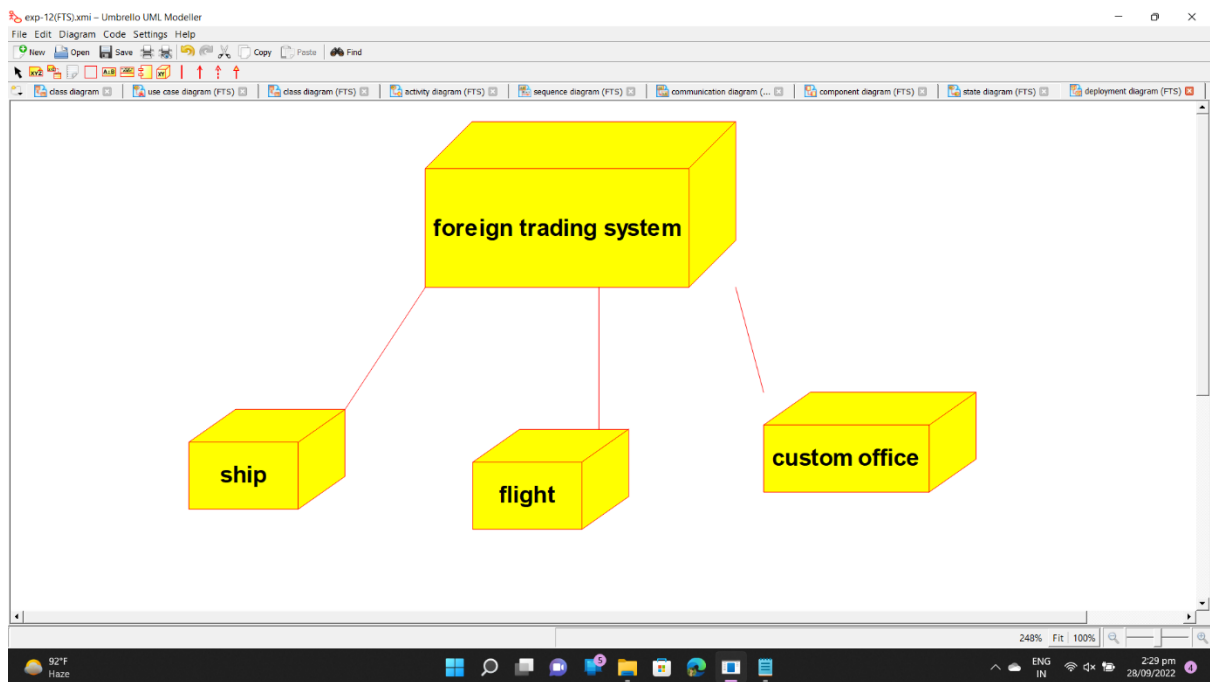 exp-12(FTS).xmi – Umbrello UML Modeller
File Edit Diagram Code Settings Help
New Open Save Copy Paste Find
class diagram use case diagram (FTS) class diagram (FTS) activity diagram (FTS) sequence diagram (FTS) communication diagram (... component diagram (FTS) state diagram (FTS) deployment diagram (FTS)
foreign trading system
ship
flight
custom office
248% Fit 100%
92°F
Haze
5
ENG
IN
2:29 pm
28/09/2022
4